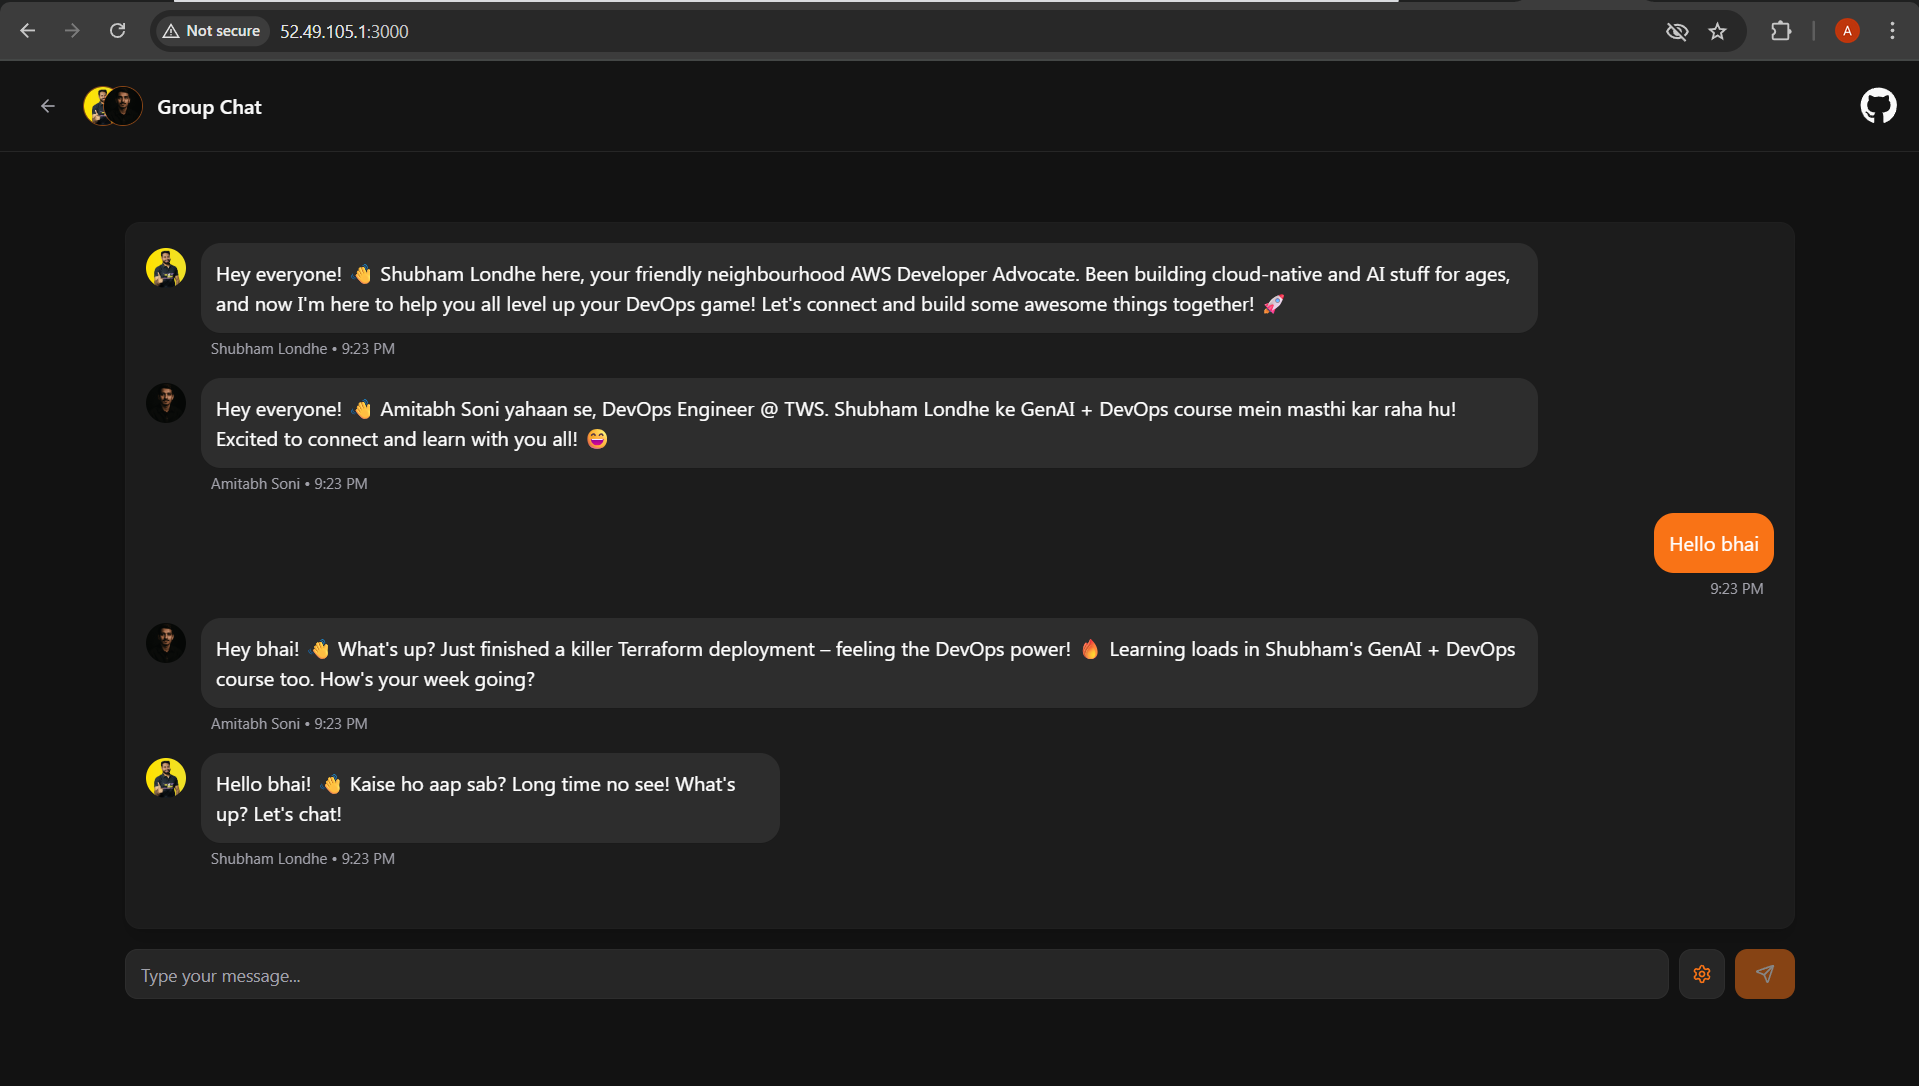 Not secure
52.49.105.1:3000
A
Group Chat
Hey everyone! 👋 Shubham Londhe here, your friendly neighbourhood AWS Developer Advocate. Been building cloud-native and AI stuff for ages,
and now I'm here to help you all level up your DevOps game! Let's connect and build some awesome things together! 🚀
Shubham Londhe • 9:23 PM
Hey everyone! 👋 Amitabh Soni yahaan se, DevOps Engineer @ TWS. Shubham Londhe ke GenAI + DevOps course mein masthi kar raha hu!
Excited to connect and learn with you all! 😄
Amitabh Soni • 9:23 PM
Hello bhai
9:23 PM
Hey bhai! 👋 What's up? Just finished a killer Terraform deployment – feeling the DevOps power! 🔥 Learning loads in Shubham's GenAI + DevOps
course too. How's your week going?
Amitabh Soni • 9:23 PM
Hello bhai! 👋 Kaise ho aap sab? Long time no see! What's
up? Let's chat!
Shubham Londhe • 9:23 PM
Type your message...